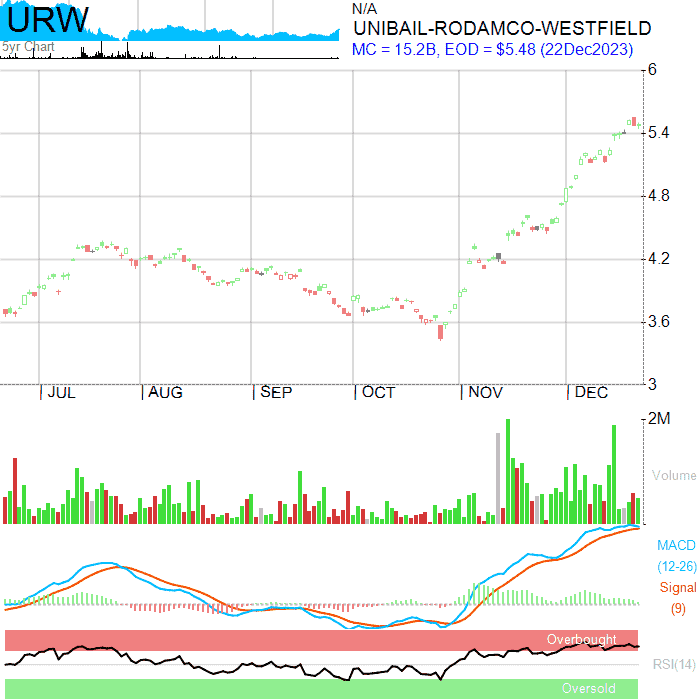 URW
5yr Chart
N/A
UNIBAIL-RODAMCO-WESTFIELD
MC = 15.2B, EOD = $5.48 (22Dec2023)
6
5.4
4.8
4.2
3.6
3
JUL AUG SEP OCT NOV DEC
2M
Volume
MACD
(12-26)
Signal
(9)
Overbought
RSI(14)
Oversold